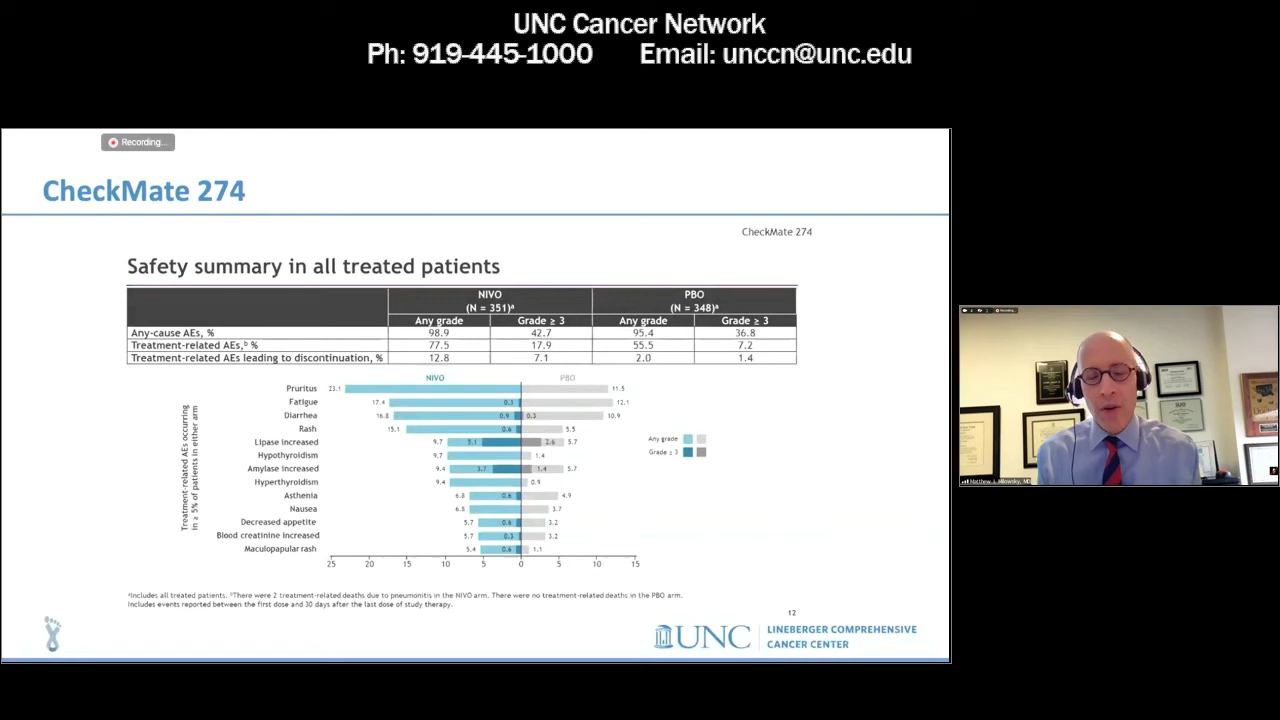 UNC Cancer Network
Ph: 919-445-1000 Email: unccn@unc.edu
Recording...
CheckMate 274
CheckMate 274
Safety summary in all treated patients
NIVO PBO
(N = 351)ᵃ (N = 348)ᵃ
Any grade Grade ≥ 3 Any grade Grade ≥ 3
Any-cause AEs, % 98.9 42.7 95.4 36.8
Treatment-related AEs,ᵇ % 77.5 17.9 55.5 7.2
Treatment-related AEs leading to discontinuation, % 12.8 7.1 2.0 1.4
NIVO PBO
Treatment-related AEs occurring
in ≥ 5% of patients in either arm
Pruritus 23.1 11.5
Fatigue 17.4 0.3 12.1
Diarrhea 16.8 0.9 0.3 10.9
Rash 15.1 0.6 5.5
Lipase increased 9.7 5.1 2.6 5.7
Hypothyroidism 9.7 1.4
Amylase increased 9.4 3.7 1.4 5.7
Hyperthyroidism 9.4 0.9
Asthenia 6.8 0.6 4.9
Nausea 6.8 3.7
Decreased appetite 5.7 0.6 3.2
Blood creatinine increased 5.7 0.3 3.2
Maculopapular rash 5.4 0.6 1.1
25 20 15 10 5 0 5 10 15
Any grade
Grade ≥ 3
ᵃIncludes all treated patients. ᵇThere were 2 treatment-related deaths due to pneumonitis in the NIVO arm. There were no treatment-related deaths in the PBO arm.
Includes events reported between the first dose and 30 days after the last dose of study therapy.
12
UNC LINEBERGER COMPREHENSIVE
CANCER CENTER
Matthew I. Milowsky, MD